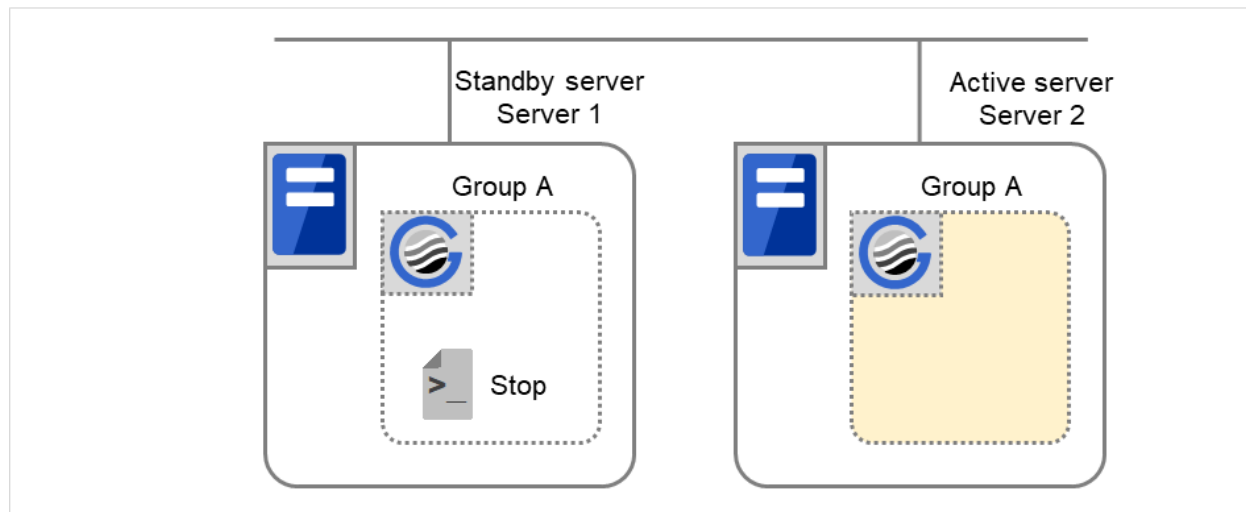 Standby server
Server 1
Active server
Server 2
Group A
Group A
>_
Stop